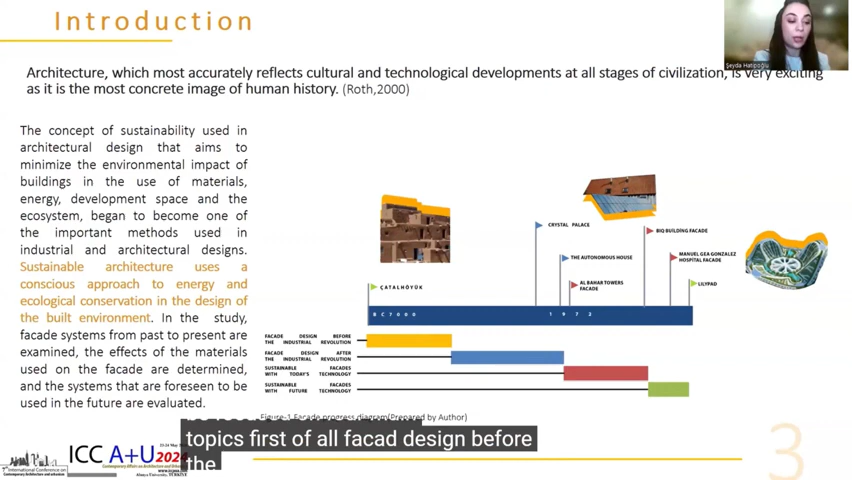 Introduction
Şeyda Hatipoğlu
Architecture, which most accurately reflects cultural and technological developments at all stages of civilization, is very exciting
as it is the most concrete image of human history. (Roth,2000)
The concept of sustainability used in
architectural design that aims to
minimize the environmental impact of
buildings in the use of materials,
energy, development space and the
ecosystem, began to become one of
the important methods used in
industrial and architectural designs.
Sustainable architecture uses a
conscious approach to energy and
ecological conservation in the design of
the built environment. In the study,
facade systems from past to present are
examined, the effects of the materials
used on the facade are determined,
and the systems that are foreseen to be
used in the future are evaluated.
CRYSTAL PALACE
BIQ BUILDING FACADE
THE AUTONOMOUS HOUSE
MANUEL GEA GONZALEZ
HOSPITAL FACADE
AL BAHAR TOWERS
FACADE
LILYPAD
ÇATALHÖYÜK
BC7000
1972
FACADE DESIGN BEFORE
THE INDUSTRIAL REVOLUTION
FACADE DESIGN AFTER
THE INDUSTRIAL REVOLUTION
SUSTAINABLE FACADES
WITH TODAY'S TECHNOLOGY
SUSTAINABLE FACADES
WITH FUTURE TECHNOLOGY
Figure-1 Facade progress diagram(Prepared by Author)
topics first of all facad design before
the
ICC A+U 2024
3